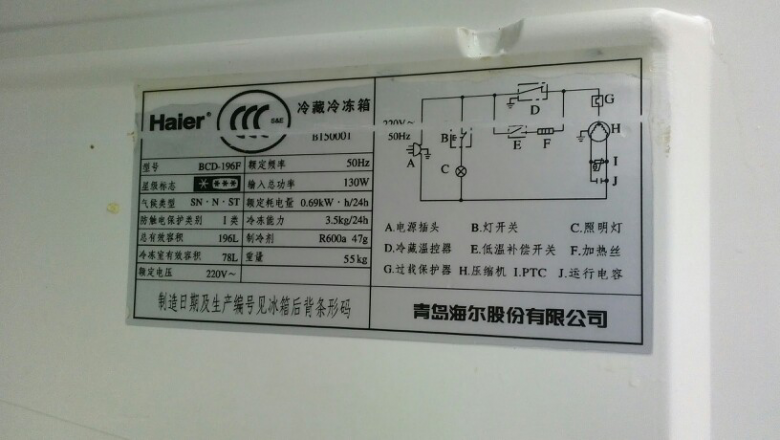 Haier® CCC S&E 冷藏冷冻箱
B150001
型号 BCD-196F 额定频率 50Hz
星级标志 输入总功率 130W
气候类型 SN·N·ST 额定耗电量 0.69kW·h/24h
防触电保护类别 I 类 冷冻能力 3.5kg/24h
总有效容积 196L 制冷剂 R600a 47g
冷冻室有效容积 78L 重量 55kg
额定电压 220V~
制造日期及生产编号见冰箱后背条形码
220V~
50Hz
A
B
C
D
E
F
G
H
I
J
A.电源插头 B.灯开关 C.照明灯
D.冷藏温控器 E.低温补偿开关 F.加热丝
G.过载保护器 H.压缩机 I.PTC J.运行电容
青岛海尔股份有限公司